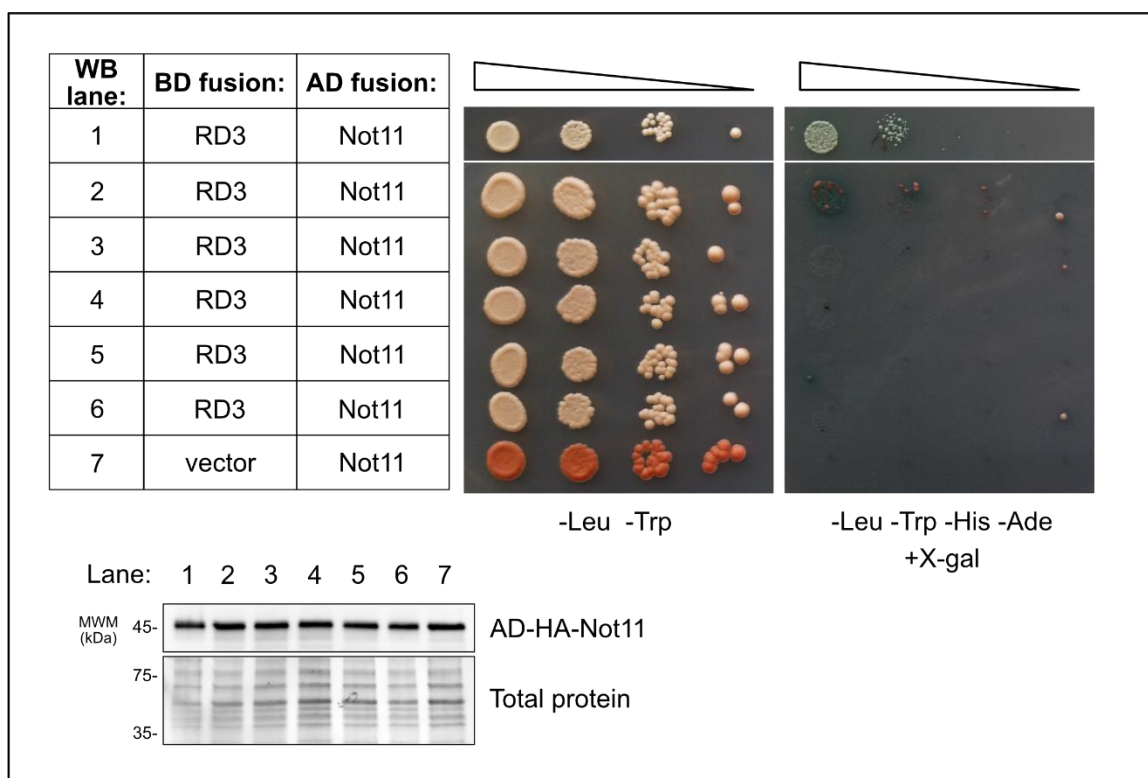 WB lane: BD fusion: AD fusion:
1 RD3 Not11
2 RD3 Not11
3 RD3 Not11
4 RD3 Not11
5 RD3 Not11
6 RD3 Not11
7 vector Not11
-Leu -Trp
-Leu -Trp -His -Ade
+X-gal
Lane: 1 2 3 4 5 6 7
MWM
(kDa)
45-
AD-HA-Not11
75-
Total protein
35-